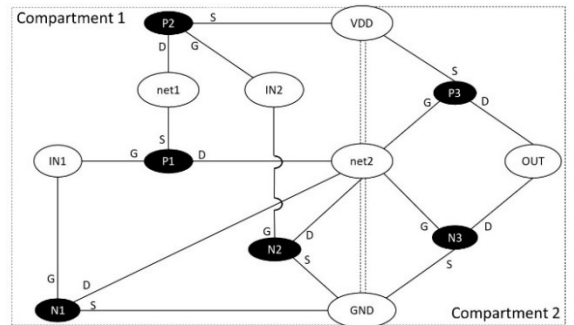 Compartment 1
P2
S
VDD
D
G
S
net1
IN2
P3
G
D
S
IN1
G
P1
D
net2
OUT
G
D
G
N3
D
N2
S
S
G
D
N1
S
GND
Compartment 2